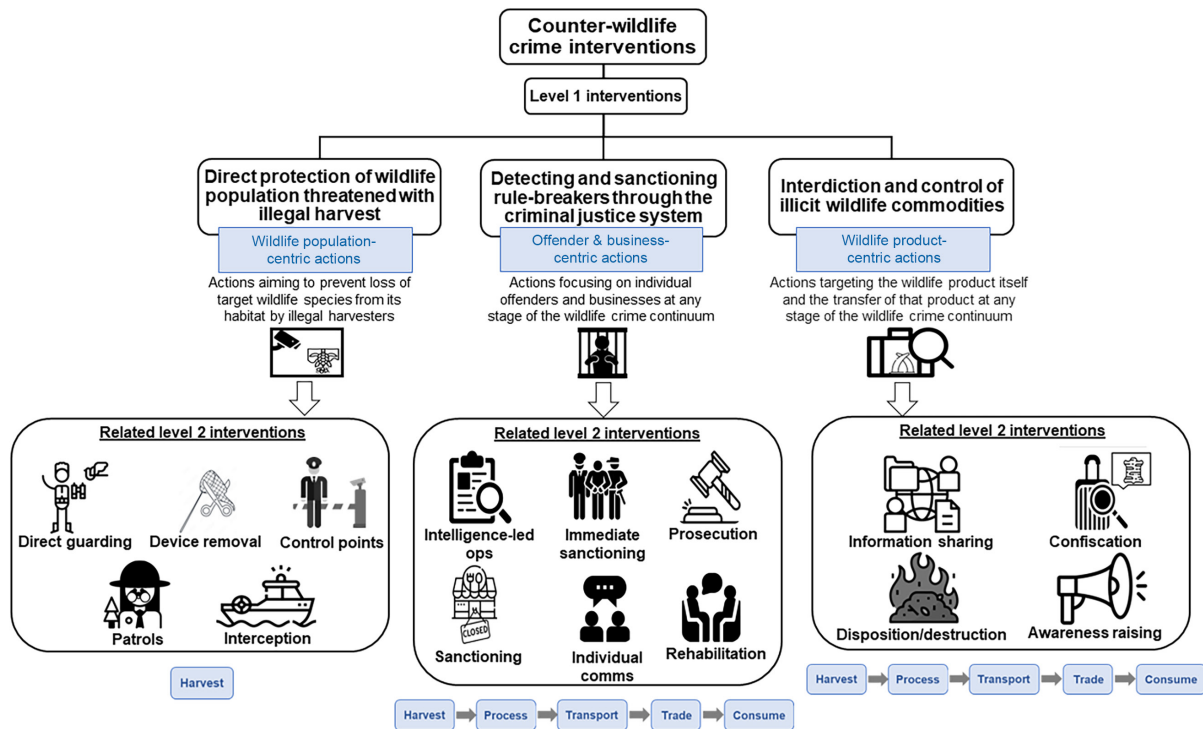 Counter-wildlife
crime interventions
Level 1 interventions
Direct protection of wildlife
population threatened with
illegal harvest
Wildlife population-
centric actions
Actions aiming to prevent loss of
target wildlife species from its
habitat by illegal harvesters
Detecting and sanctioning
rule-breakers through the
criminal justice system
Offender & business-
centric actions
Actions focusing on individual
offenders and businesses at any
stage of the wildlife crime continuum
Interdiction and control of
illicit wildlife commodities
Wildlife product-
centric actions
Actions targeting the wildlife product itself
and the transfer of that product at any
stage of the wildlife crime continuum
Related level 2 interventions
Direct guarding
Device removal
Control points
Patrols
Interception
Harvest
Related level 2 interventions
Intelligence-led
ops
Immediate
sanctioning
Prosecution
CLOSED
Sanctioning
Individual
comms
Rehabilitation
Harvest
Process
Transport
Trade
Consume
Related level 2 interventions
Information sharing
Confiscation
Disposition/destruction
Awareness raising
Harvest
Process
Transport
Trade
Consume